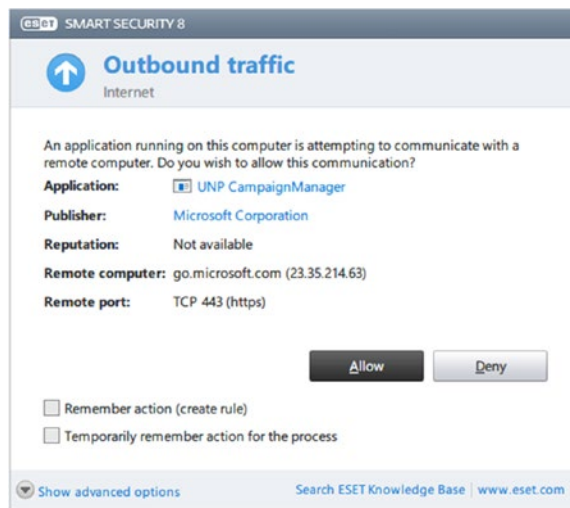 eset SMART SECURITY 8
Outbound traffic
Internet
An application running on this computer is attempting to communicate with a
remote computer. Do you wish to allow this communication?
Application: UNP CampaignManager
Publisher: Microsoft Corporation
Reputation: Not available
Remote computer: go.microsoft.com (23.35.214.63)
Remote port: TCP 443 (https)
Allow Deny
Remember action (create rule)
Temporarily remember action for the process
Show advanced options Search ESET Knowledge Base | www.eset.com